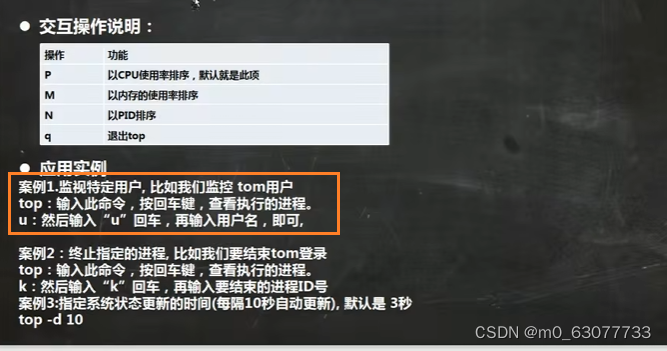 ● 交互操作说明：
操作 功能
P 以CPU使用率排序，默认就是此项
M 以内存的使用率排序
N 以PID排序
q 退出top
● 应用实例
案例1.监视特定用户, 比如我们监控 tom用户
top：输入此命令，按回车键，查看执行的进程。
u：然后输入“u”回车，再输入用户名，即可,
案例2：终止指定的进程, 比如我们要结束tom登录
top：输入此命令，按回车键，查看执行的进程。
k：然后输入“k”回车，再输入要结束的进程ID号
案例3:指定系统状态更新的时间(每隔10秒自动更新), 默认是 3秒
top -d 10
CSDN @m0_63077733